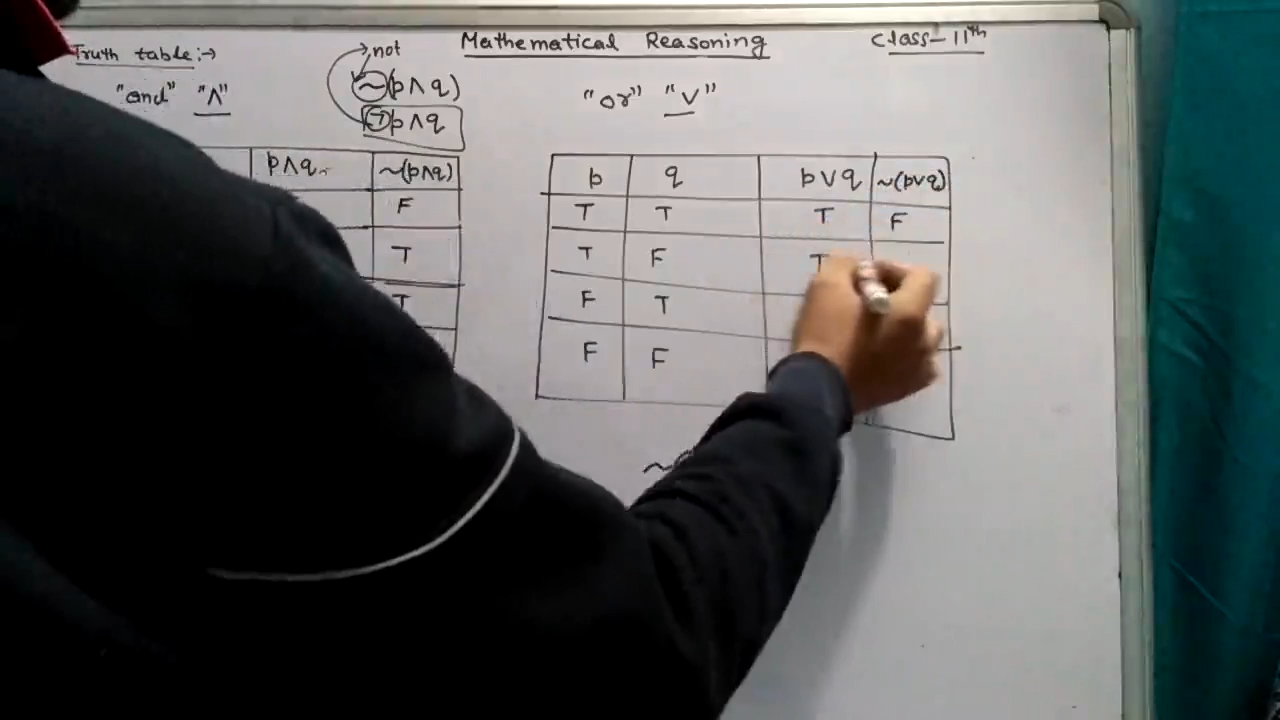 Truth table:→
Mathematical Reasoning
Class-11th
not
"and" "∧"
~(p∧q)
"or" "∨"
¬p∧q
p∧q
~(p∧q)
F
T
T
p q p∨q ~(p∨q)
T T T F
T F T
F T
F F
~